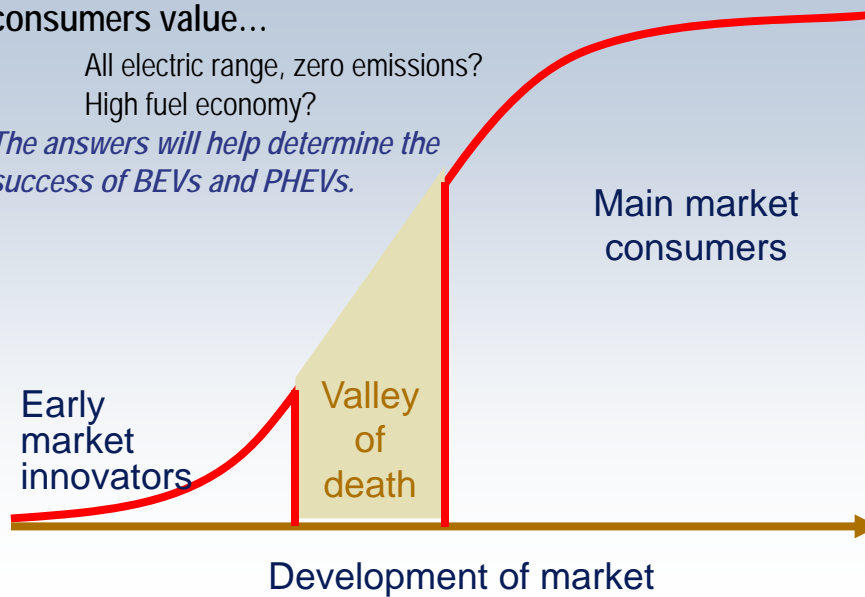 consumers value...
All electric range, zero emissions?
High fuel economy?
The answers will help determine the
success of BEVs and PHEVs.
Main market
consumers
Early
market
innovators
Valley
of
death
Development of market